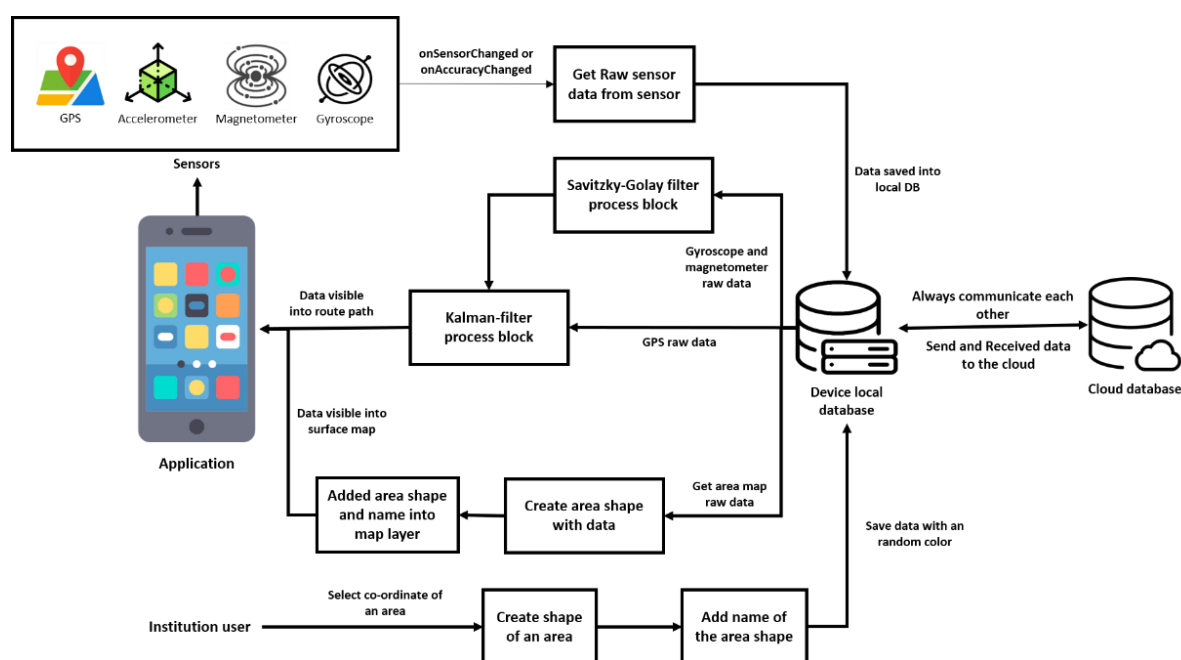 onSensorChanged or
onAccuracyChanged
GPS
Accelerometer
Magnetometer
Gyroscope
Sensors
Get Raw sensor
data from sensor
Data saved into
local DB
Savitzky-Golay filter
process block
Gyroscope and
magnetometer
raw data
Data visible
into route path
Kalman-filter
process block
GPS raw data
Always communicate each
other
Send and Received data
to the cloud
Device local
database
Cloud database
Data visible into
surface map
Application
Added area shape
and name into
map layer
Create area shape
with data
Get area map
raw data
Save data with an
random color
Institution user
Select co-ordinate of
an area
Create shape
of an area
Add name of
the area shape